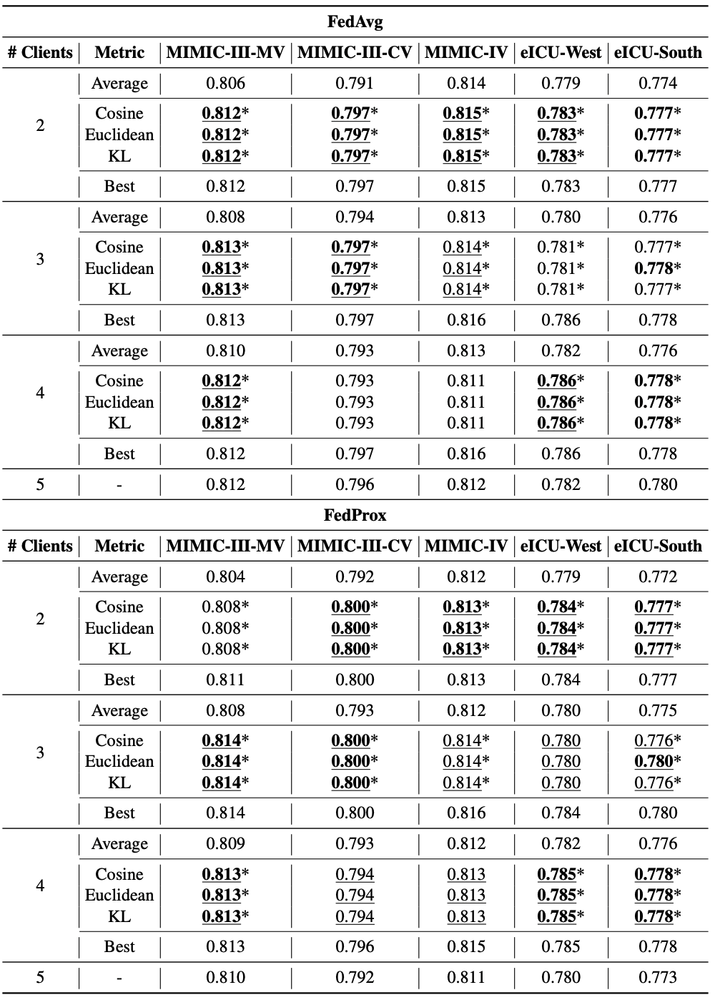 FedAvg
# Clients Metric MIMIC-III-MV MIMIC-III-CV MIMIC-IV eICU-West eICU-South
Average 0.806 0.791 0.814 0.779 0.774
Cosine 0.812* 0.797* 0.815* 0.783* 0.777*
2
Euclidean 0.812* 0.797* 0.815* 0.783* 0.777*
KL 0.812* 0.797* 0.815* 0.783* 0.777*
Best 0.812 0.797 0.815 0.783 0.777
Average 0.808 0.794 0.813 0.780 0.776
Cosine 0.813* 0.797* 0.814* 0.781* 0.777*
3
Euclidean 0.813* 0.797* 0.814* 0.781* 0.778*
KL 0.813* 0.797* 0.814* 0.781* 0.777*
Best 0.813 0.797 0.816 0.786 0.778
Average 0.810 0.793 0.813 0.782 0.776
Cosine 0.812* 0.793 0.811 0.786* 0.778*
4
Euclidean 0.812* 0.793 0.811 0.786* 0.778*
KL 0.812* 0.793 0.811 0.786* 0.778*
Best 0.812 0.797 0.816 0.786 0.778
5 - 0.812 0.796 0.812 0.782 0.780
FedProx
# Clients Metric MIMIC-III-MV MIMIC-III-CV MIMIC-IV eICU-West eICU-South
Average 0.804 0.792 0.812 0.779 0.772
Cosine 0.808* 0.800* 0.813* 0.784* 0.777*
2
Euclidean 0.808* 0.800* 0.813* 0.784* 0.777*
KL 0.808* 0.800* 0.813* 0.784* 0.777*
Best 0.811 0.800 0.813 0.784 0.777
Average 0.808 0.793 0.812 0.780 0.775
Cosine 0.814* 0.800* 0.814* 0.780 0.776*
3
Euclidean 0.814* 0.800* 0.814* 0.780 0.780*
KL 0.814* 0.800* 0.814* 0.780 0.776*
Best 0.814 0.800 0.816 0.784 0.780
Average 0.809 0.793 0.812 0.782 0.776
Cosine 0.813* 0.794 0.813 0.785* 0.778*
4
Euclidean 0.813* 0.794 0.813 0.785* 0.778*
KL 0.813* 0.794 0.813 0.785* 0.778*
Best 0.813 0.796 0.815 0.785 0.778
5 - 0.810 0.792 0.811 0.780 0.773